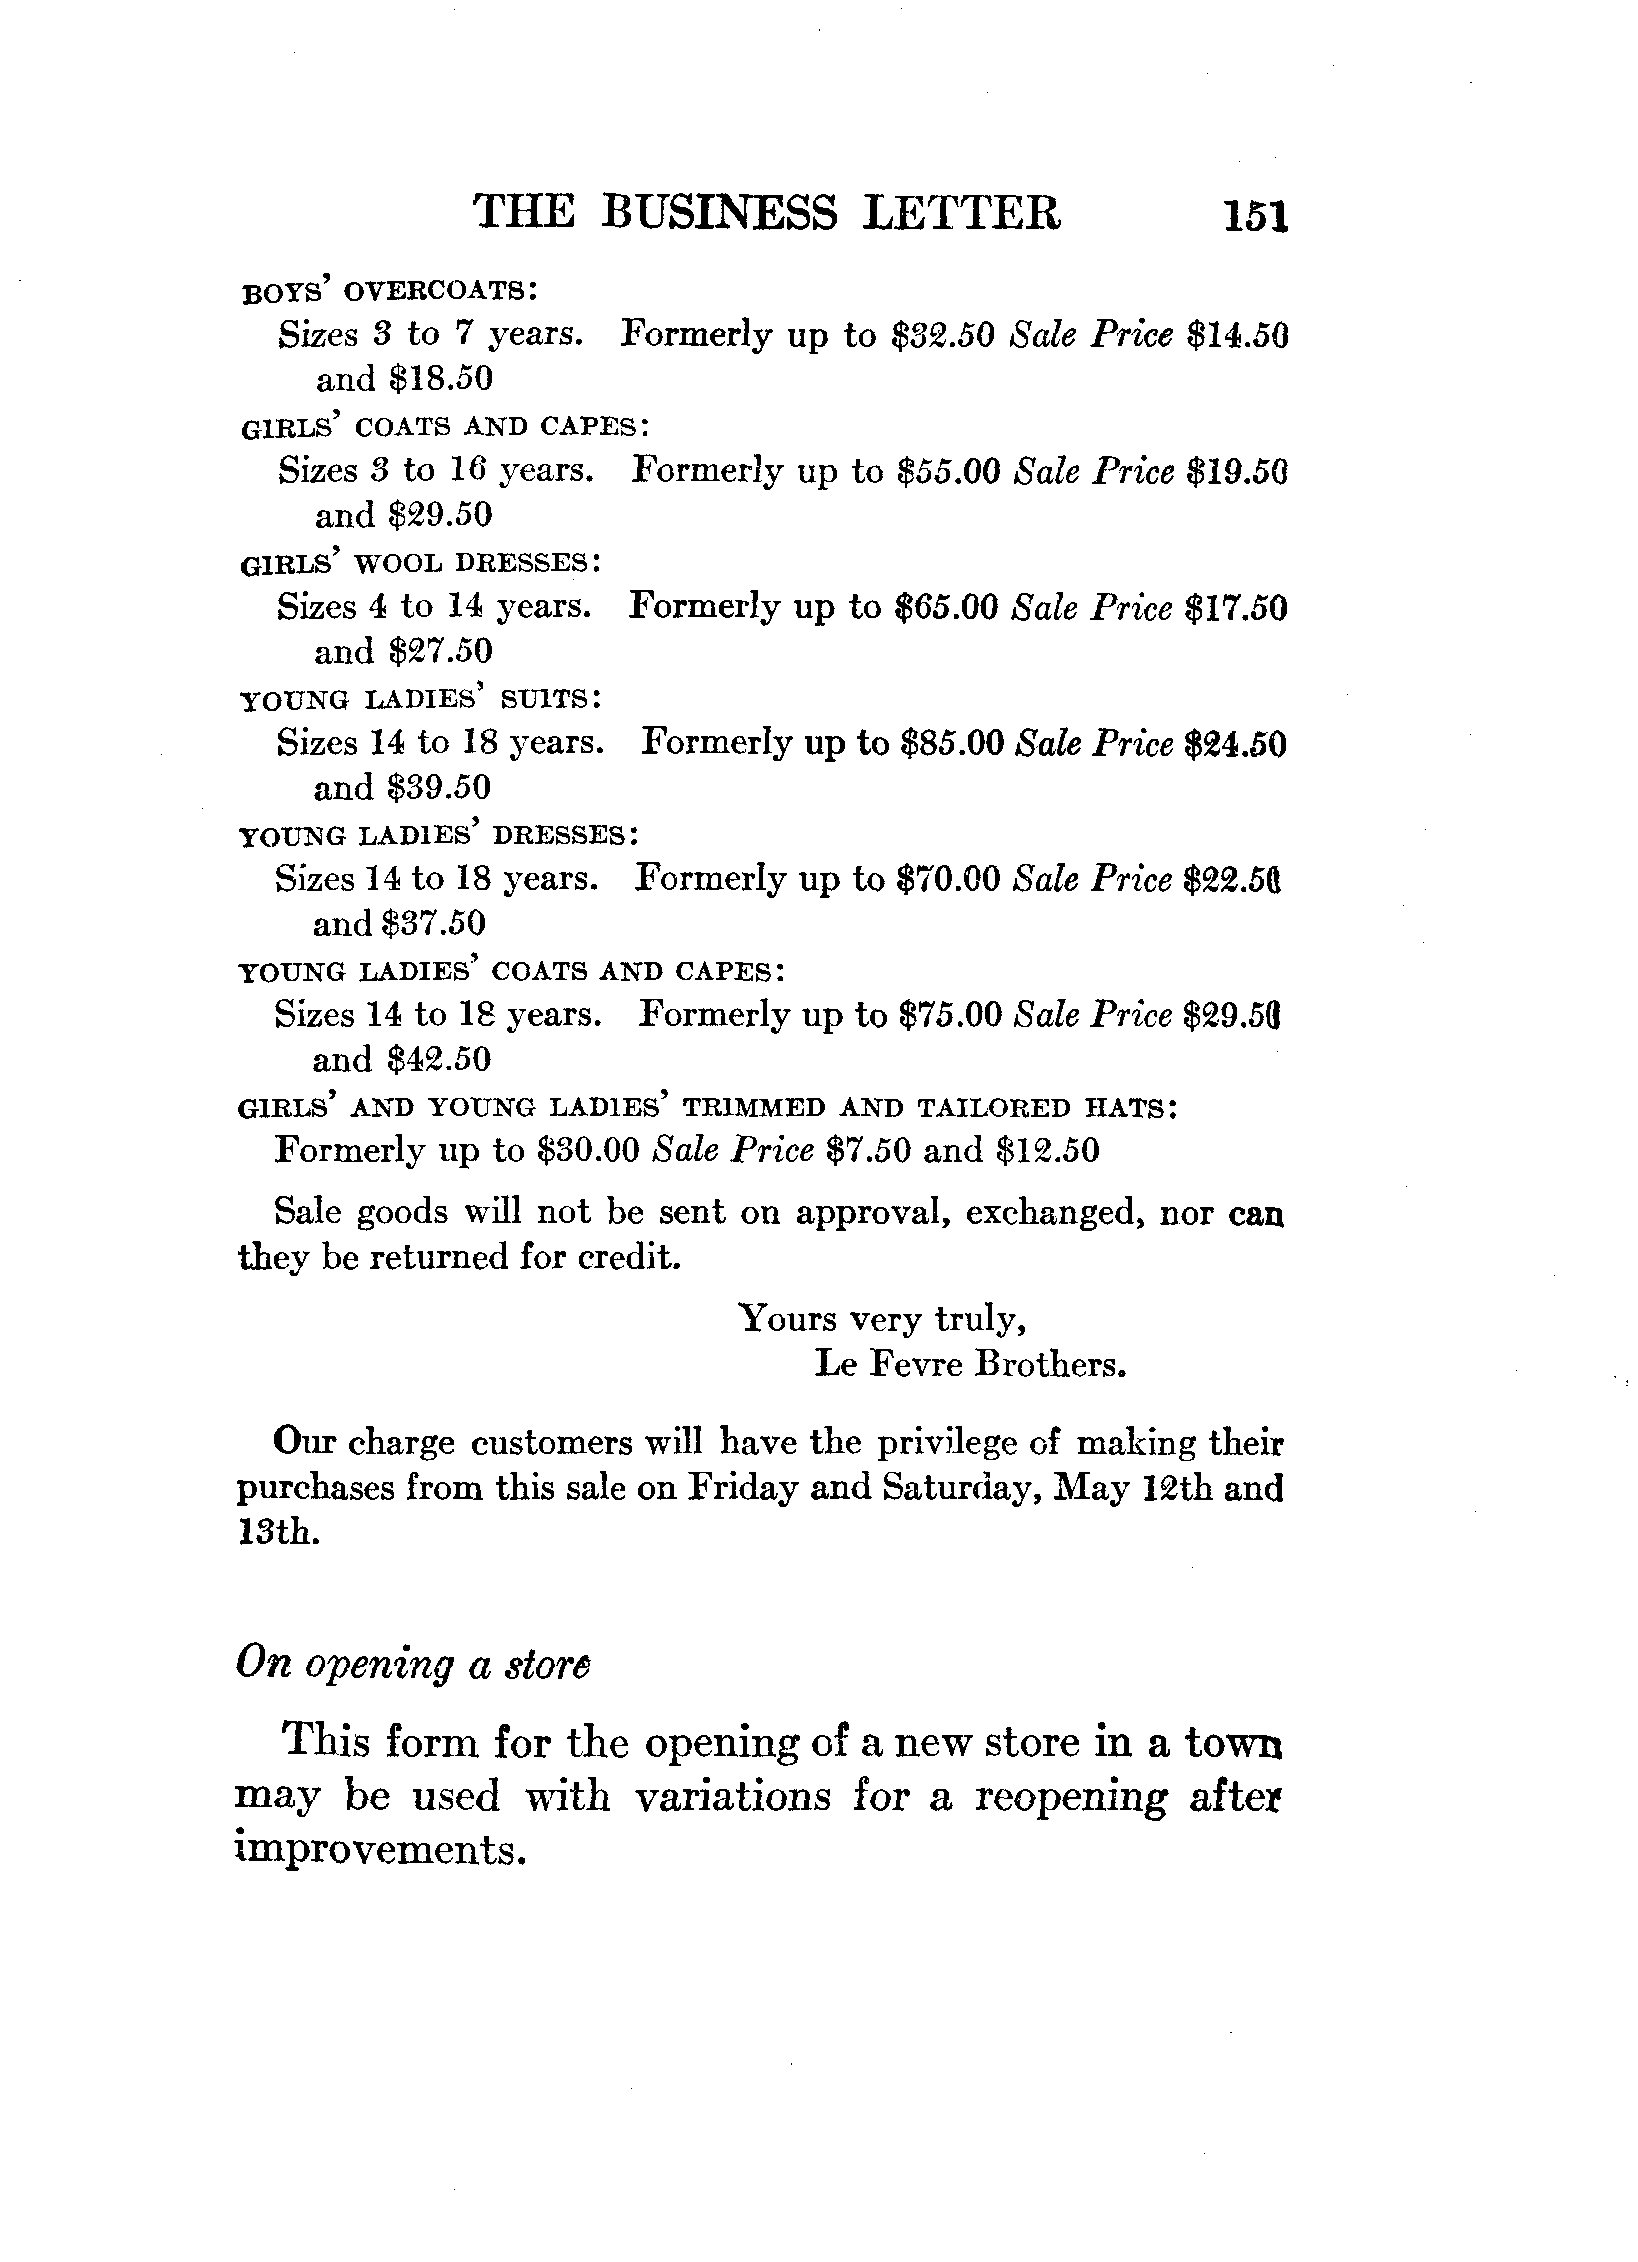 THE BUSINESS LETTER 151
BOYS' OVERCOATS:
Sizes 3 to 7 years. Formerly up to $32.50 Sale Price $14.50
and $18.50
GIRLS' COATS AND CAPES:
Sizes 3 to 16 years. Formerly up to $55.00 Sale Price $19.50
and $29.50
GIRLS' WOOL DRESSES:
Sizes 4 to 14 years. Formerly up to $65.00 Sale Price $17.50
and $27.50
YOUNG LADIES' SUITS:
Sizes 14 to 18 years. Formerly up to $85.00 Sale Price $24.50
and $39.50
YOUNG LADIES' DRESSES:
Sizes 14 to 18 years. Formerly up to $70.00 Sale Price $22.50
and $37.50
YOUNG LADIES' COATS AND CAPES:
Sizes 14 to 18 years. Formerly up to $75.00 Sale Price $29.50
and $42.50
GIRLS' AND YOUNG LADIES' TRIMMED AND TAILORED HATS:
Formerly up to $30.00 Sale Price $7.50 and $12.50
Sale goods will not be sent on approval, exchanged, nor can
they be returned for credit.
Yours very truly,
Le Fevre Brothers.
Our charge customers will have the privilege of making their
purchases from this sale on Friday and Saturday, May 12th and
13th.
On opening a store
This form for the opening of a new store in a town
may be used with variations for a reopening after
improvements.